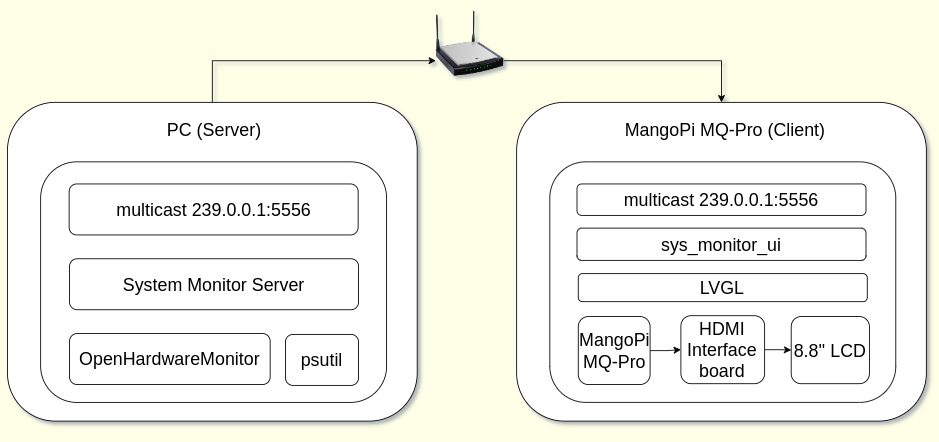 PC (Server)
multicast 239.0.0.1:5556
System Monitor Server
OpenHardwareMonitor
psutil
MangoPi MQ-Pro (Client)
multicast 239.0.0.1:5556
sys_monitor_ui
LVGL
MangoPi
MQ-Pro
HDMI
Interface
board
8.8" LCD